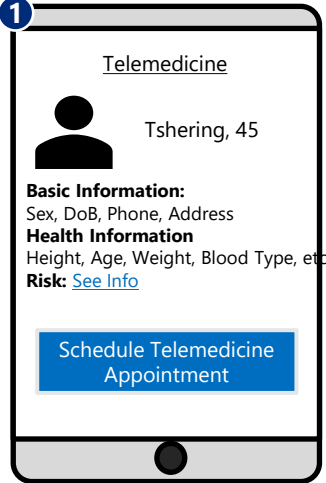 1
Telemedicine
Tshering, 45
Basic Information:
Sex, DoB, Phone, Address
Health Information
Height, Age, Weight, Blood Type, etc
Risk: See Info
Schedule Telemedicine
Appointment